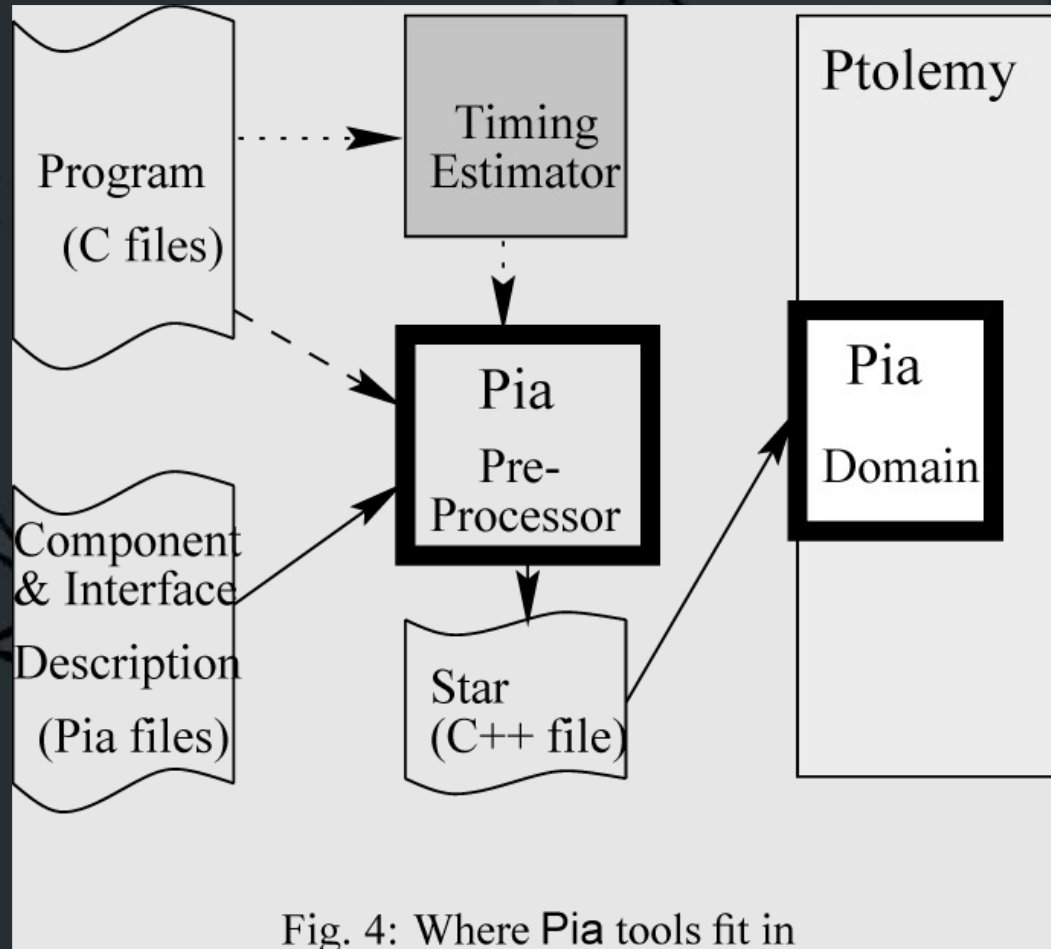 Program
(C files)
Timing
Estimator
Ptolemy
Pia
Pre-
Processor
Pia
Domain
Component
& Interface
Description
(Pia files)
Star
(C++ file)
Fig. 4: Where Pia tools fit in